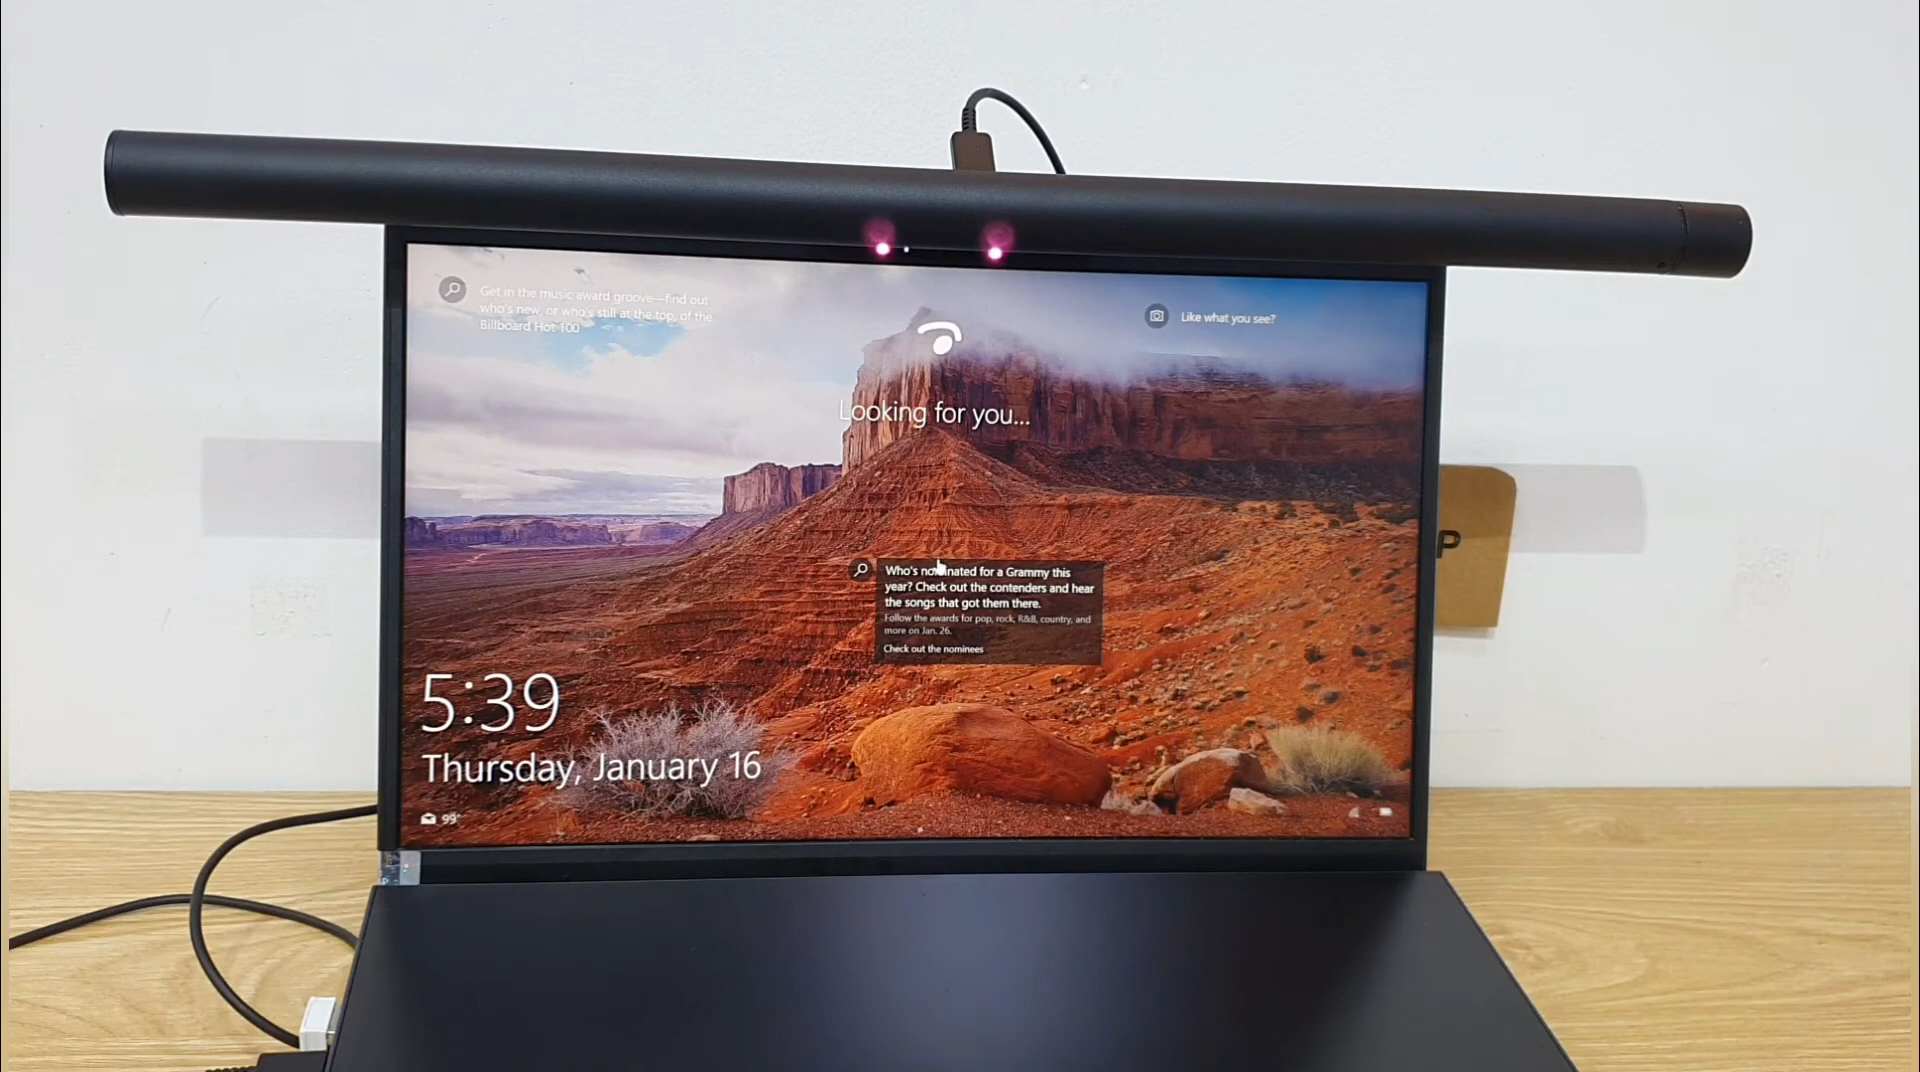 Get in the music award groove—find out
who's new, or who's still at the top, of the
Billboard Hot 100
Like what you see?
Looking for you...
Who's nominated for a Grammy this
year? Check out the contenders and hear
the songs that got them there.
Follow the awards for pop, rock, R&B, country, and
more on Jan. 26.
Check out the nominees
5:39
Thursday, January 16
99+
P